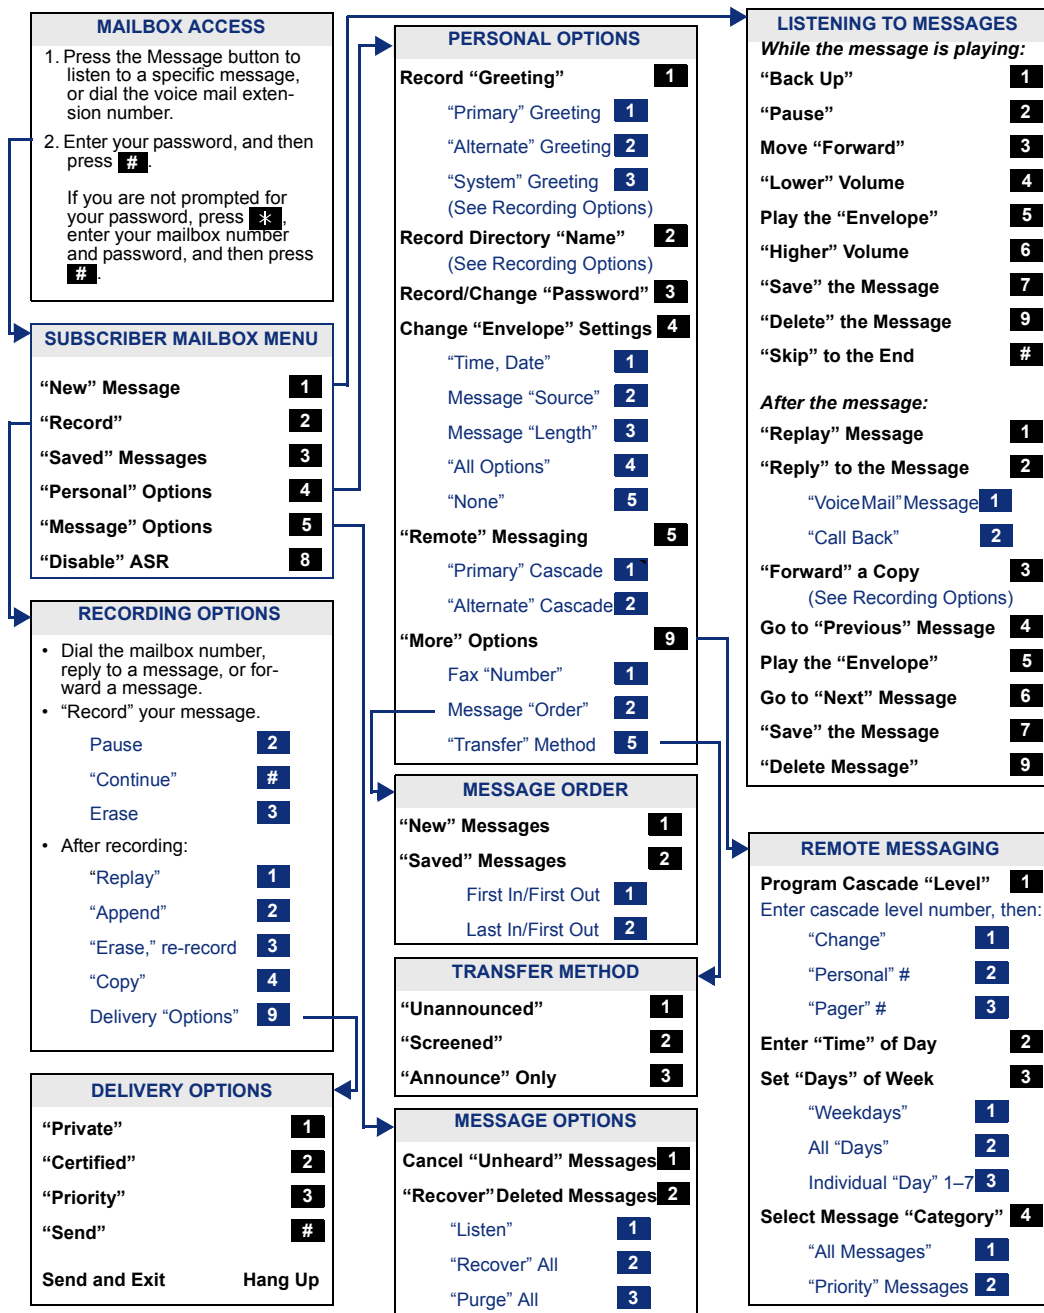 MAILBOX ACCESS
1. Press the Message button to
listen to a specific message,
or dial the voice mail exten-
sion number.
2. Enter your password, and then
press # .
If you are not prompted for
your password, press * ,
enter your mailbox number
and password, and then press
# .
SUBSCRIBER MAILBOX MENU
“New” Message 1
“Record” 2
“Saved” Messages 3
“Personal” Options 4
“Message” Options 5
“Disable” ASR 8
RECORDING OPTIONS
• Dial the mailbox number,
reply to a message, or for-
ward a message.
• “Record” your message.
Pause 2
“Continue” #
Erase 3
• After recording:
“Replay” 1
“Append” 2
“Erase,” re-record 3
“Copy” 4
Delivery “Options” 9
DELIVERY OPTIONS
“Private” 1
“Certified” 2
“Priority” 3
“Send” #
Send and Exit Hang Up
PERSONAL OPTIONS
Record “Greeting” 1
“Primary” Greeting 1
“Alternate” Greeting 2
“System” Greeting 3
(See Recording Options)
Record Directory “Name” 2
(See Recording Options)
Record/Change “Password” 3
Change “Envelope” Settings 4
“Time, Date” 1
Message “Source” 2
Message “Length” 3
“All Options” 4
“None” 5
“Remote” Messaging 5
“Primary” Cascade 1
“Alternate” Cascade 2
“More” Options 9
Fax “Number” 1
Message “Order” 2
“Transfer” Method 5
MESSAGE ORDER
“New” Messages 1
“Saved” Messages 2
First In/First Out 1
Last In/First Out 2
TRANSFER METHOD
“Unannounced” 1
“Screened” 2
“Announce” Only 3
MESSAGE OPTIONS
Cancel “Unheard” Messages 1
“Recover” Deleted Messages 2
“Listen” 1
“Recover” All 2
“Purge” All 3
LISTENING TO MESSAGES
While the message is playing:
“Back Up” 1
“Pause” 2
Move “Forward” 3
“Lower” Volume 4
Play the “Envelope” 5
“Higher” Volume 6
“Save” the Message 7
“Delete” the Message 9
“Skip” to the End #
After the message:
“Replay” Message 1
“Reply” to the Message 2
“Voice Mail” Message 1
“Call Back” 2
“Forward” a Copy 3
(See Recording Options)
Go to “Previous” Message 4
Play the “Envelope” 5
Go to “Next” Message 6
“Save” the Message 7
“Delete Message” 9
REMOTE MESSAGING
Program Cascade “Level” 1
Enter cascade level number, then:
“Change” 1
“Personal” # 2
“Pager” # 3
Enter “Time” of Day 2
Set “Days” of Week 3
“Weekdays” 1
All “Days” 2
Individual “Day” 1–7 3
Select Message “Category” 4
“All Messages” 1
“Priority” Messages 2